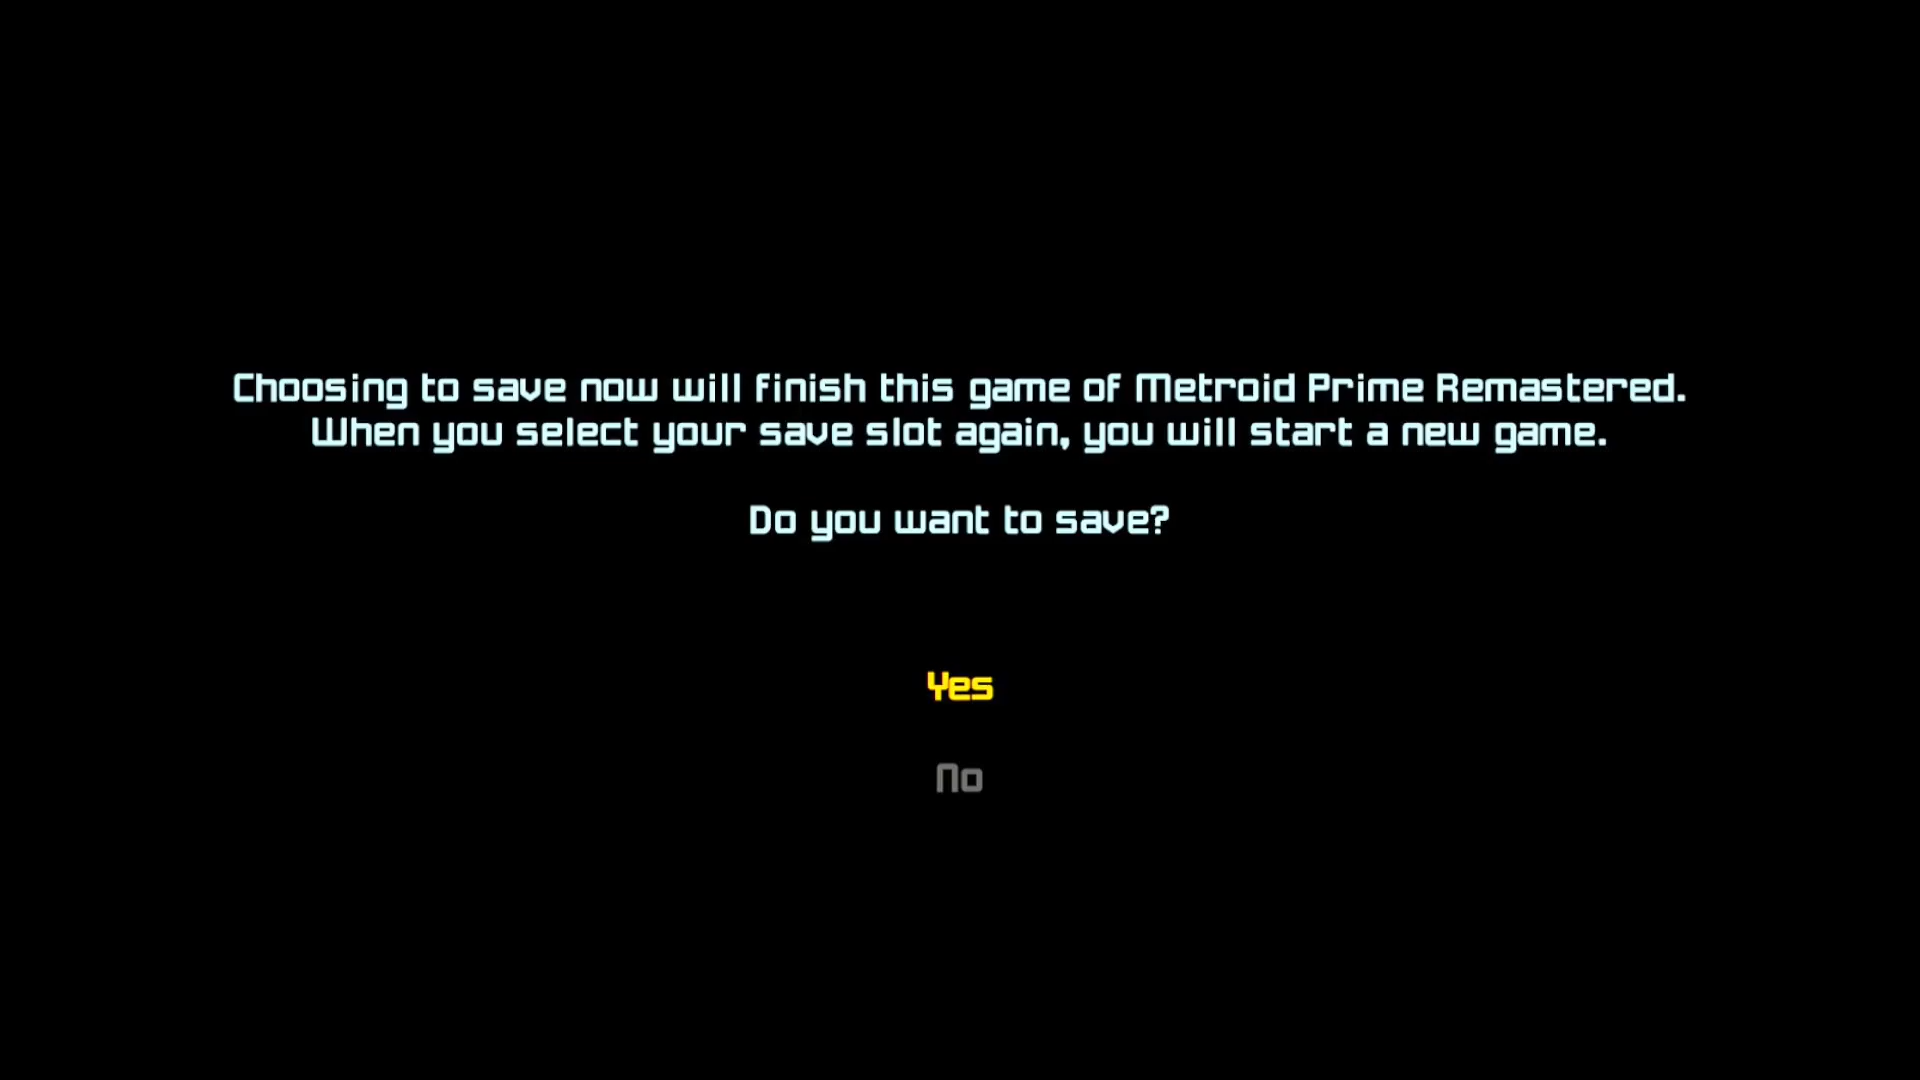 Choosing to save now will finish this game of Metroid Prime Remastered.
When you select your save slot again, you will start a new game.
Do you want to save?
Yes
No